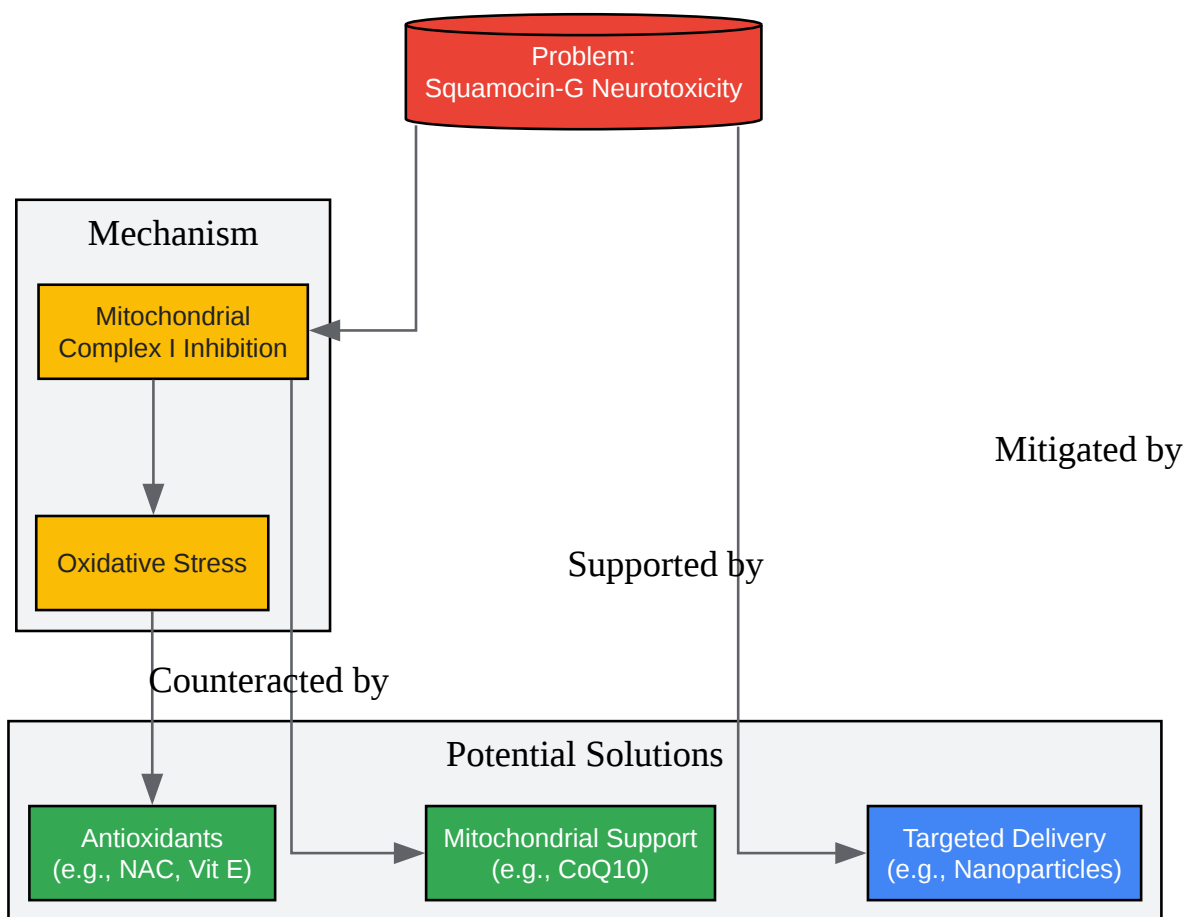 Problem:
Squamocin-G Neurotoxicity
Mechanism
Mitochondrial
Complex I Inhibition
Mitigated by
Oxidative Stress
Supported by
Counteracted by
Potential Solutions
Antioxidants
(e.g., NAC, Vit E)
Mitochondrial Support
(e.g., CoQ10)
Targeted Delivery
(e.g., Nanoparticles)